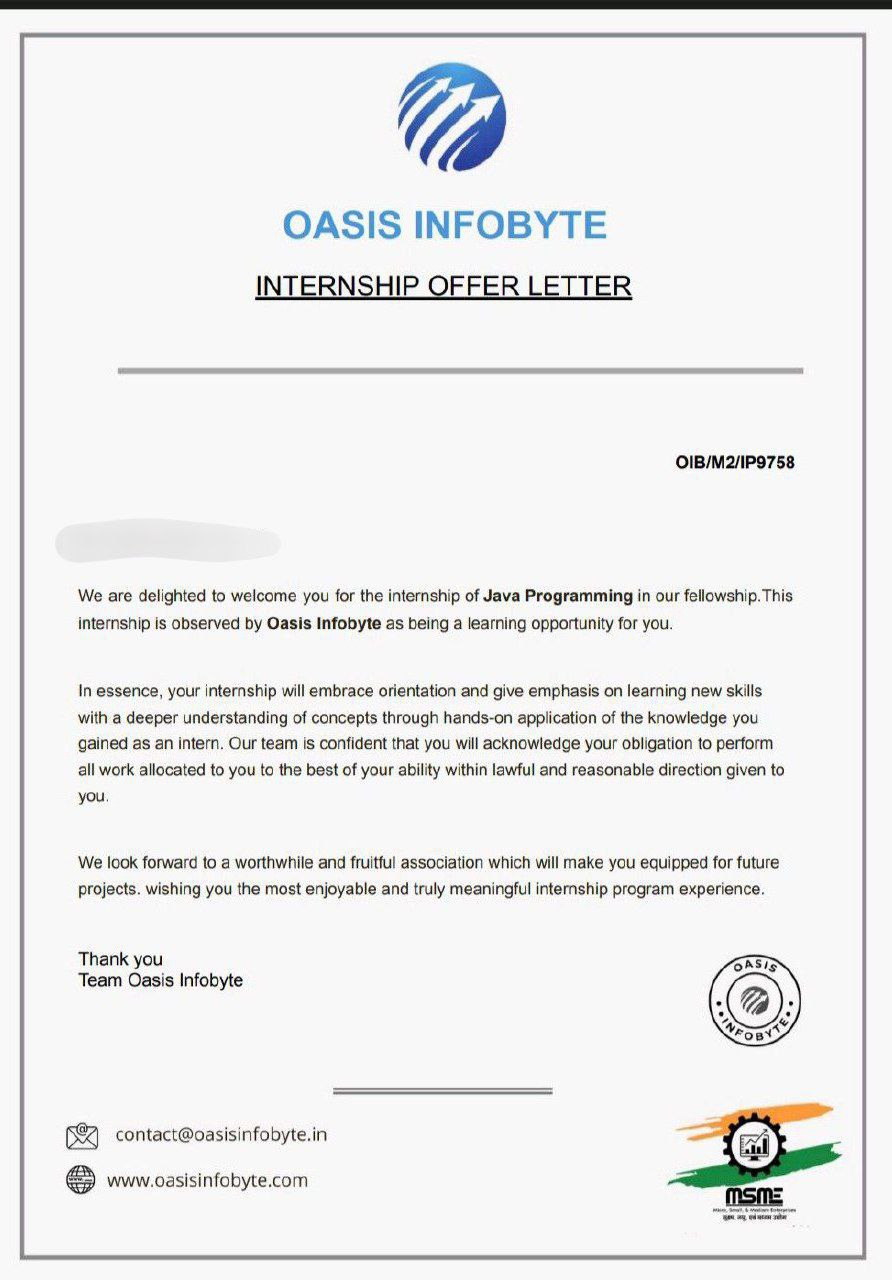 OASIS INFOBYTE
INTERNSHIP OFFER LETTER
OIB/M2/IP9758
We are delighted to welcome you for the internship of Java Programming in our fellowship.This
internship is observed by Oasis Infobyte as being a learning opportunity for you.
In essence, your internship will embrace orientation and give emphasis on learning new skills
with a deeper understanding of concepts through hands-on application of the knowledge you
gained as an intern. Our team is confident that you will acknowledge your obligation to perform
all work allocated to you to the best of your ability within lawful and reasonable direction given to
you.
We look forward to a worthwhile and fruitful association which will make you equipped for future
projects. wishing you the most enjoyable and truly meaningful internship program experience.
Thank you
Team Oasis Infobyte
OASIS
INFOBYTE
contact@oasisinfobyte.in
www.oasisinfobyte.com
MSME
Micro, Small, & Medium Enterprises
सूक्ष्म, लघु, एवं मध्यम उद्योग